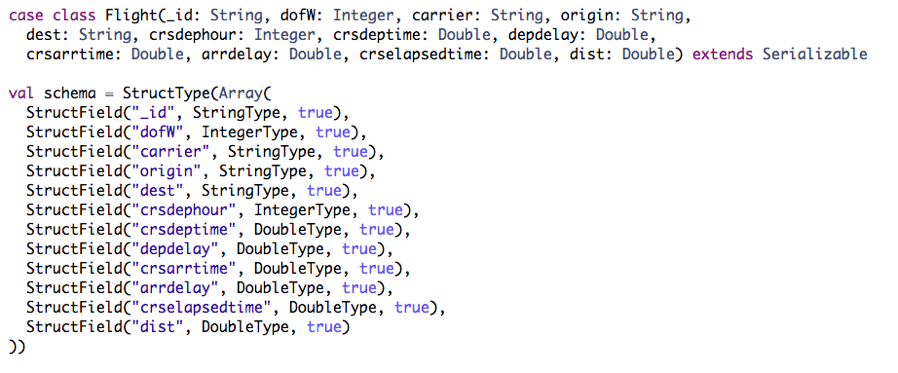 case class Flight(_id: String, dofW: Integer, carrier: String, origin: String,
  dest: String, crsdephour: Integer, crsdeptime: Double, depdelay: Double,
  crsarrtime: Double, arrdelay: Double, crselapsedtime: Double, dist: Double) extends Serializable

val schema = StructType(Array(
  StructField("_id", StringType, true),
  StructField("dofW", IntegerType, true),
  StructField("carrier", StringType, true),
  StructField("origin", StringType, true),
  StructField("dest", StringType, true),
  StructField("crsdephour", IntegerType, true),
  StructField("crsdeptime", DoubleType, true),
  StructField("depdelay", DoubleType, true),
  StructField("crsarrtime", DoubleType, true),
  StructField("arrdelay", DoubleType, true),
  StructField("crselapsedtime", DoubleType, true),
  StructField("dist", DoubleType, true)
))